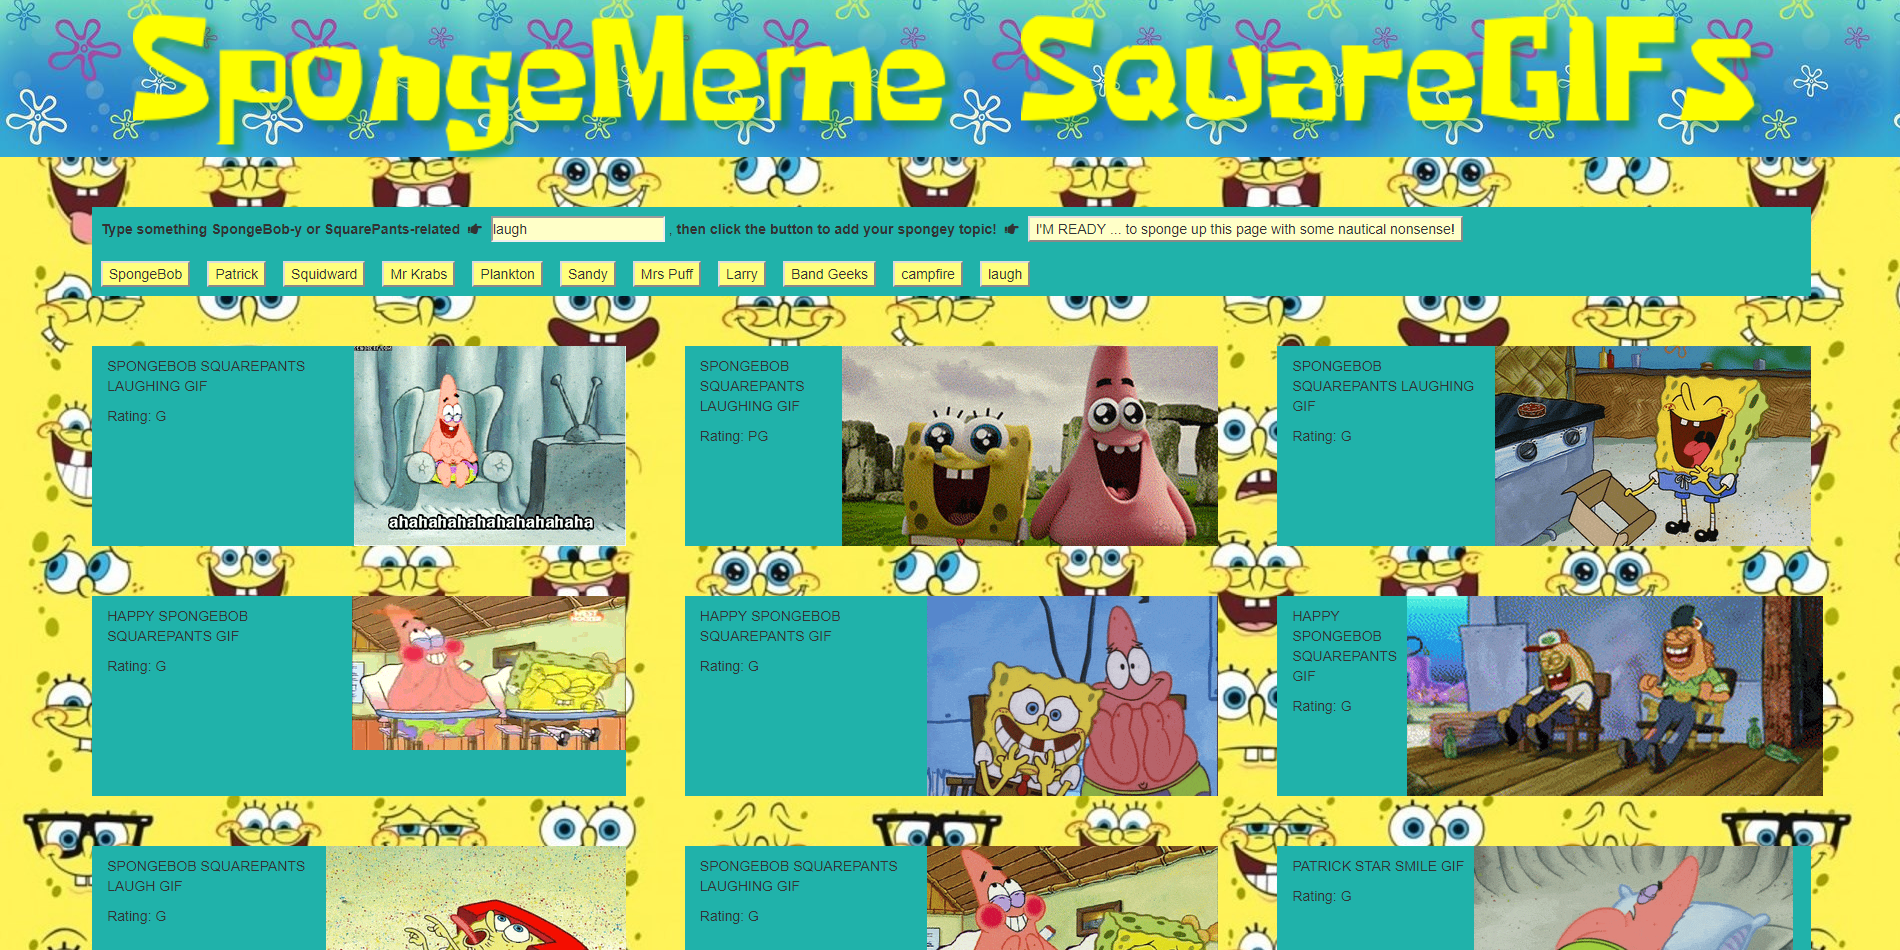 SpongeMeme SquareGIFs
Type something SpongeBob-y or SquarePants-related laugh , then click the button to add your spongey topic! I'M READY ... to sponge up this page with some nautical nonsense!
SpongeBob Patrick Squidward Mr Krabs Plankton Sandy Mrs Puff Larry Band Geeks campfire laugh
SPONGEBOB SQUAREPANTS
LAUGHING GIF
Rating: G
ahahahahahahahahahaha
SPONGEBOB
SQUAREPANTS
LAUGHING GIF
Rating: PG
SPONGEBOB
SQUAREPANTS LAUGHING
GIF
Rating: G
HAPPY SPONGEBOB
SQUAREPANTS GIF
Rating: G
HAPPY SPONGEBOB
SQUAREPANTS GIF
Rating: G
HAPPY
SPONGEBOB
SQUAREPANTS
GIF
Rating: G
SPONGEBOB SQUAREPANTS
LAUGH GIF
Rating: G
SPONGEBOB SQUAREPANTS
LAUGHING GIF
Rating: G
PATRICK STAR SMILE GIF
Rating: G